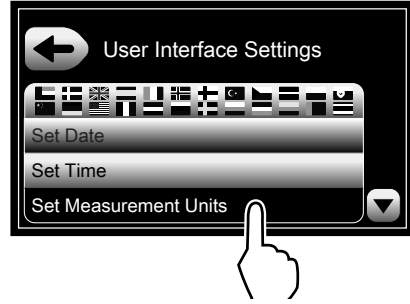 User Interface Settings
Set Date
Set Time
Set Measurement Units